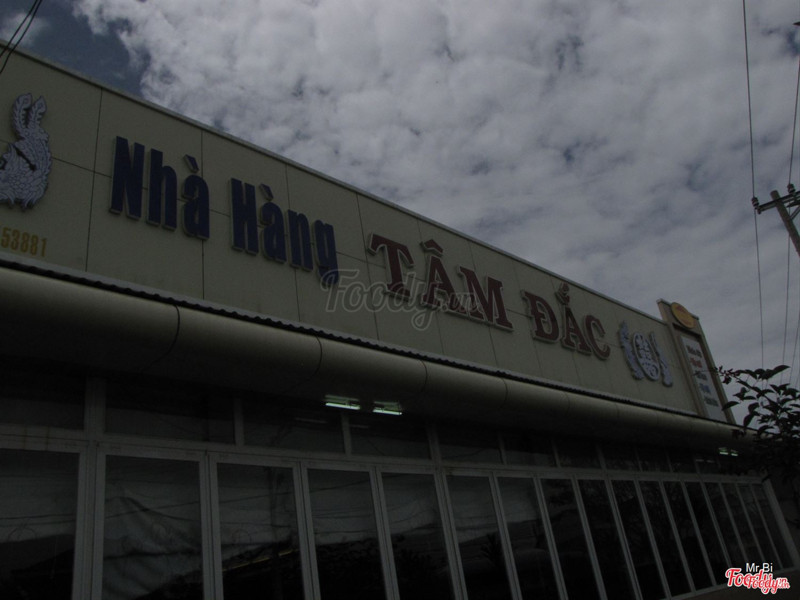 Nhà Hàng TÂM ĐẮC
53881
Foody.vn
Mr.Bi
Foody.vn